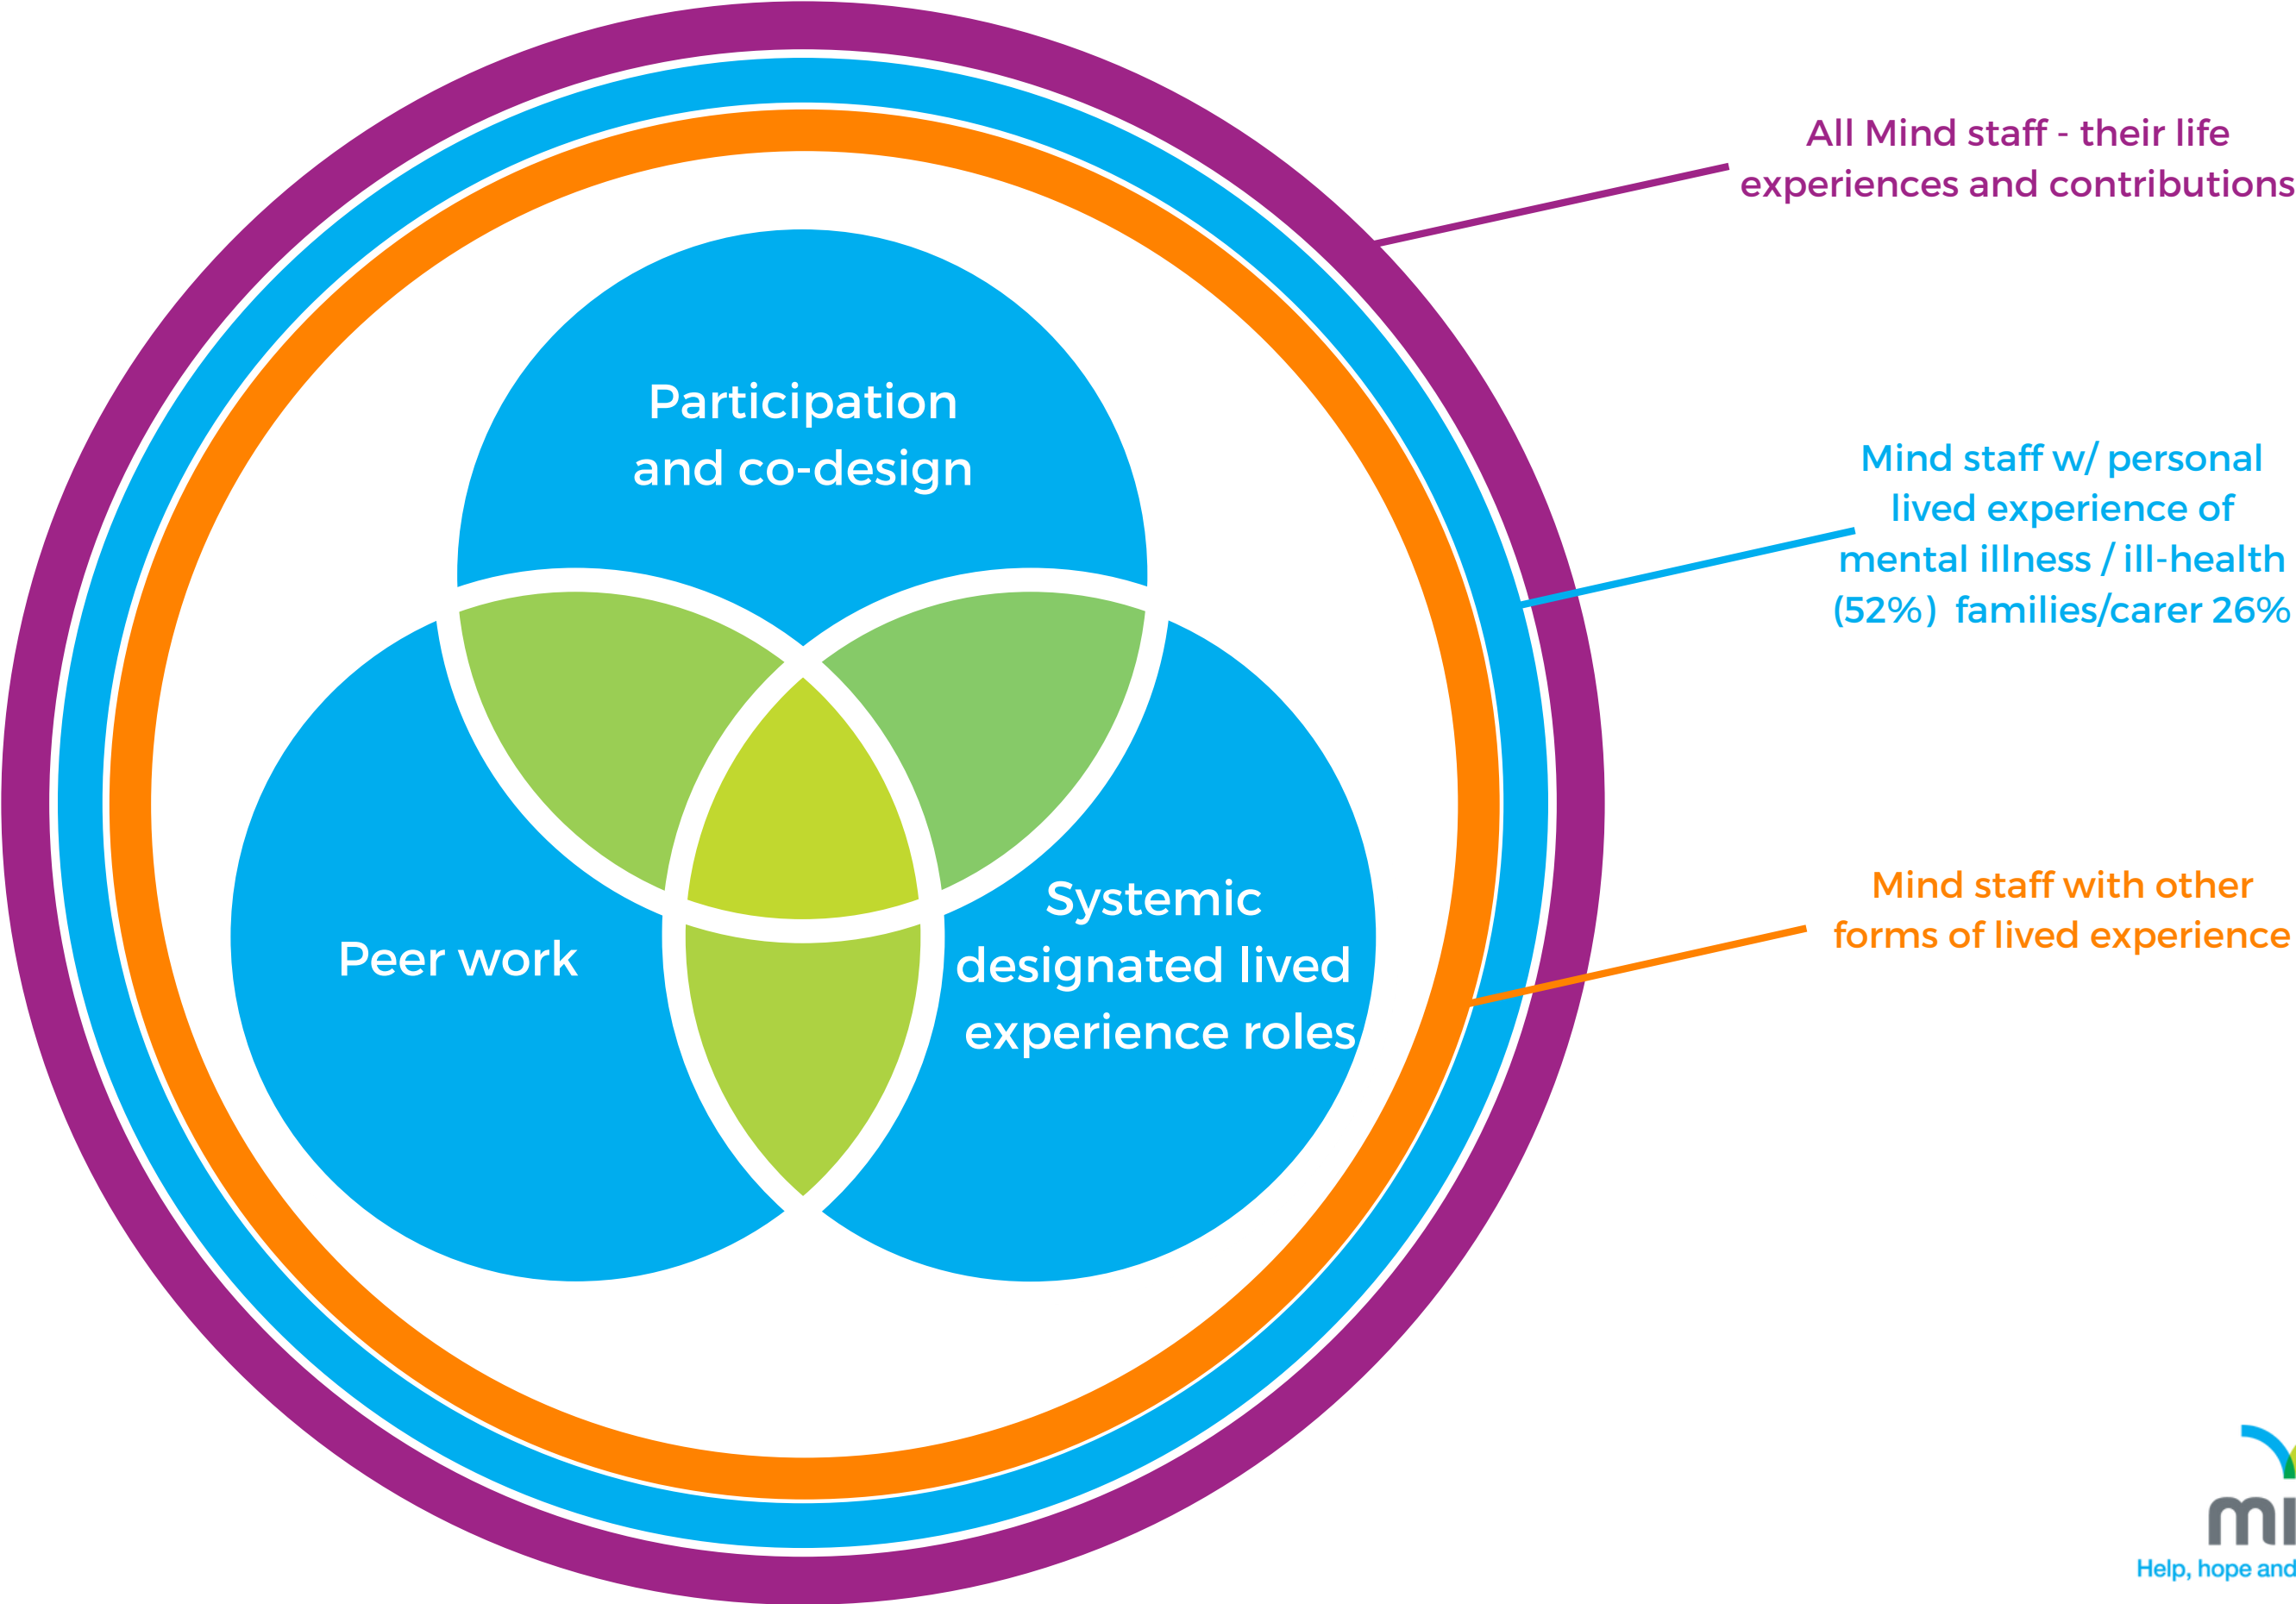 All Mind staff - their life
experiences and contributions
Participation
and co-design
Mind staff w/ personal
lived experience of
mental illness / ill-health
(52%) families/carer 26%
Peer work
Systemic
designated lived
experience roles
Mind staff with other
forms of lived experience
Help, hope and